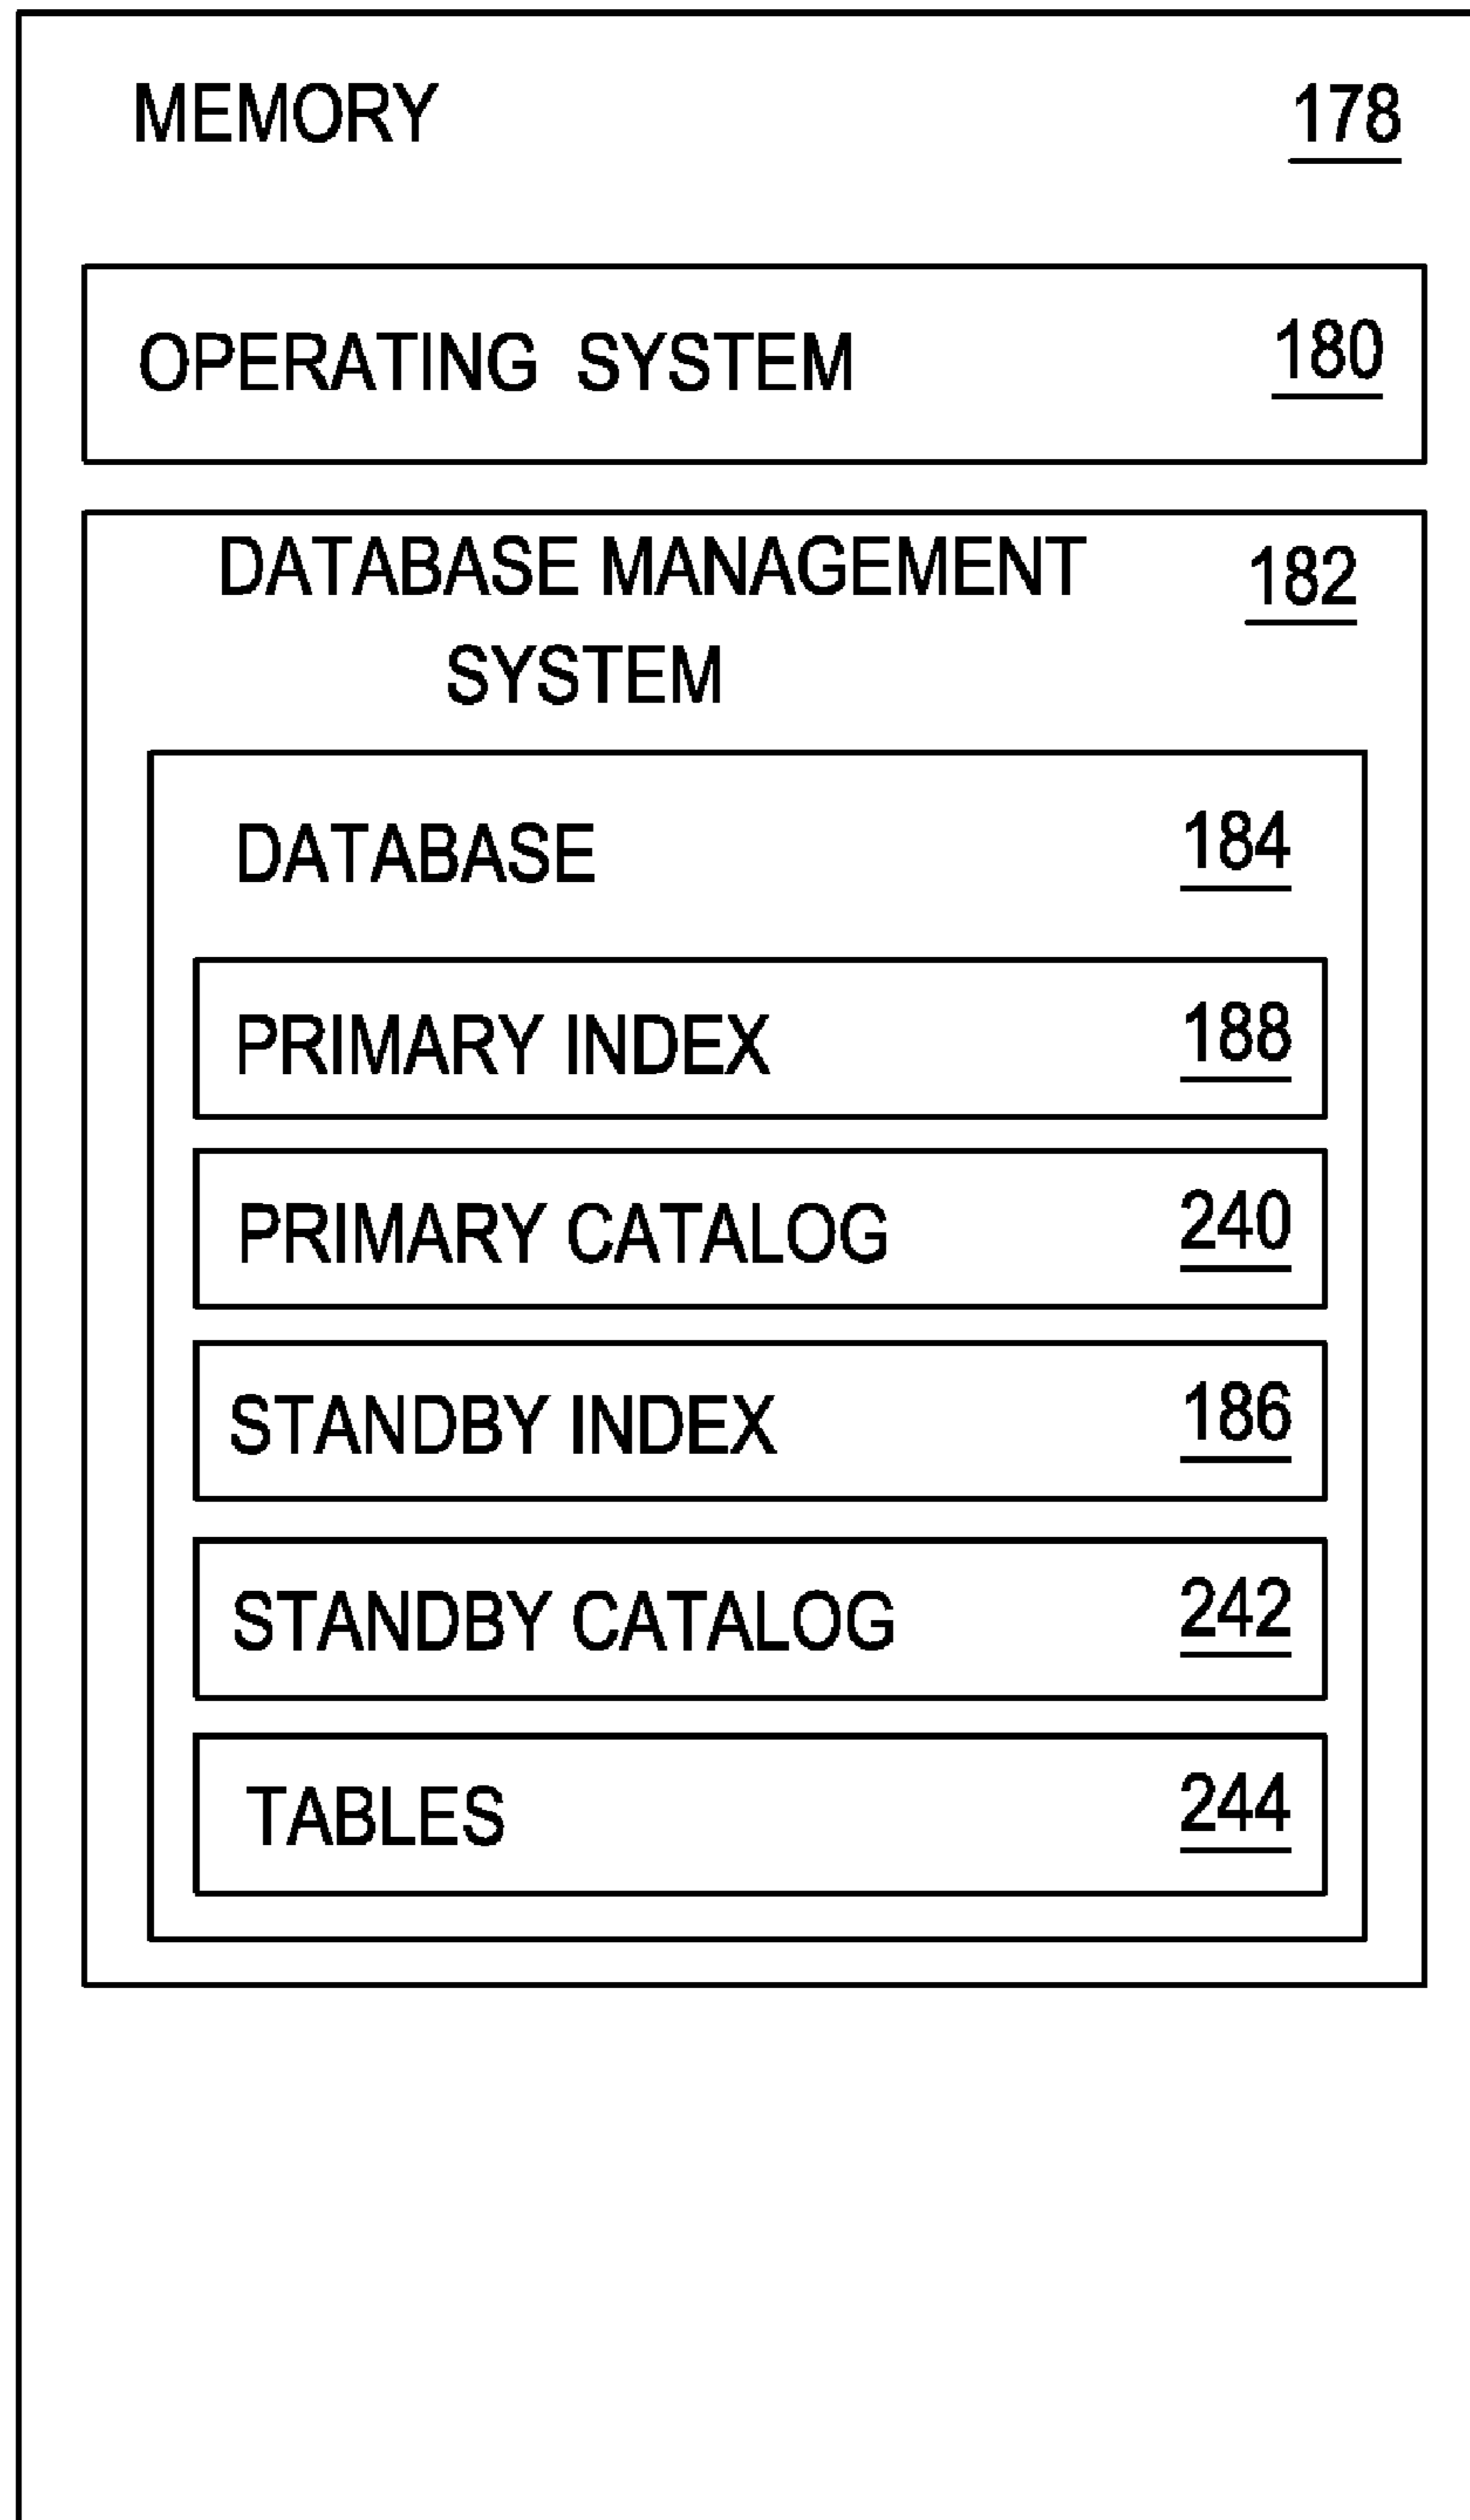 MEMORY 178
OPERATING SYSTEM 180
DATABASE MANAGEMENT 182
SYSTEM
DATABASE 184
PRIMARY INDEX 188
PRIMARY CATALOG 240
STANDBY INDEX 186
STANDBY CATALOG 242
TABLES 244